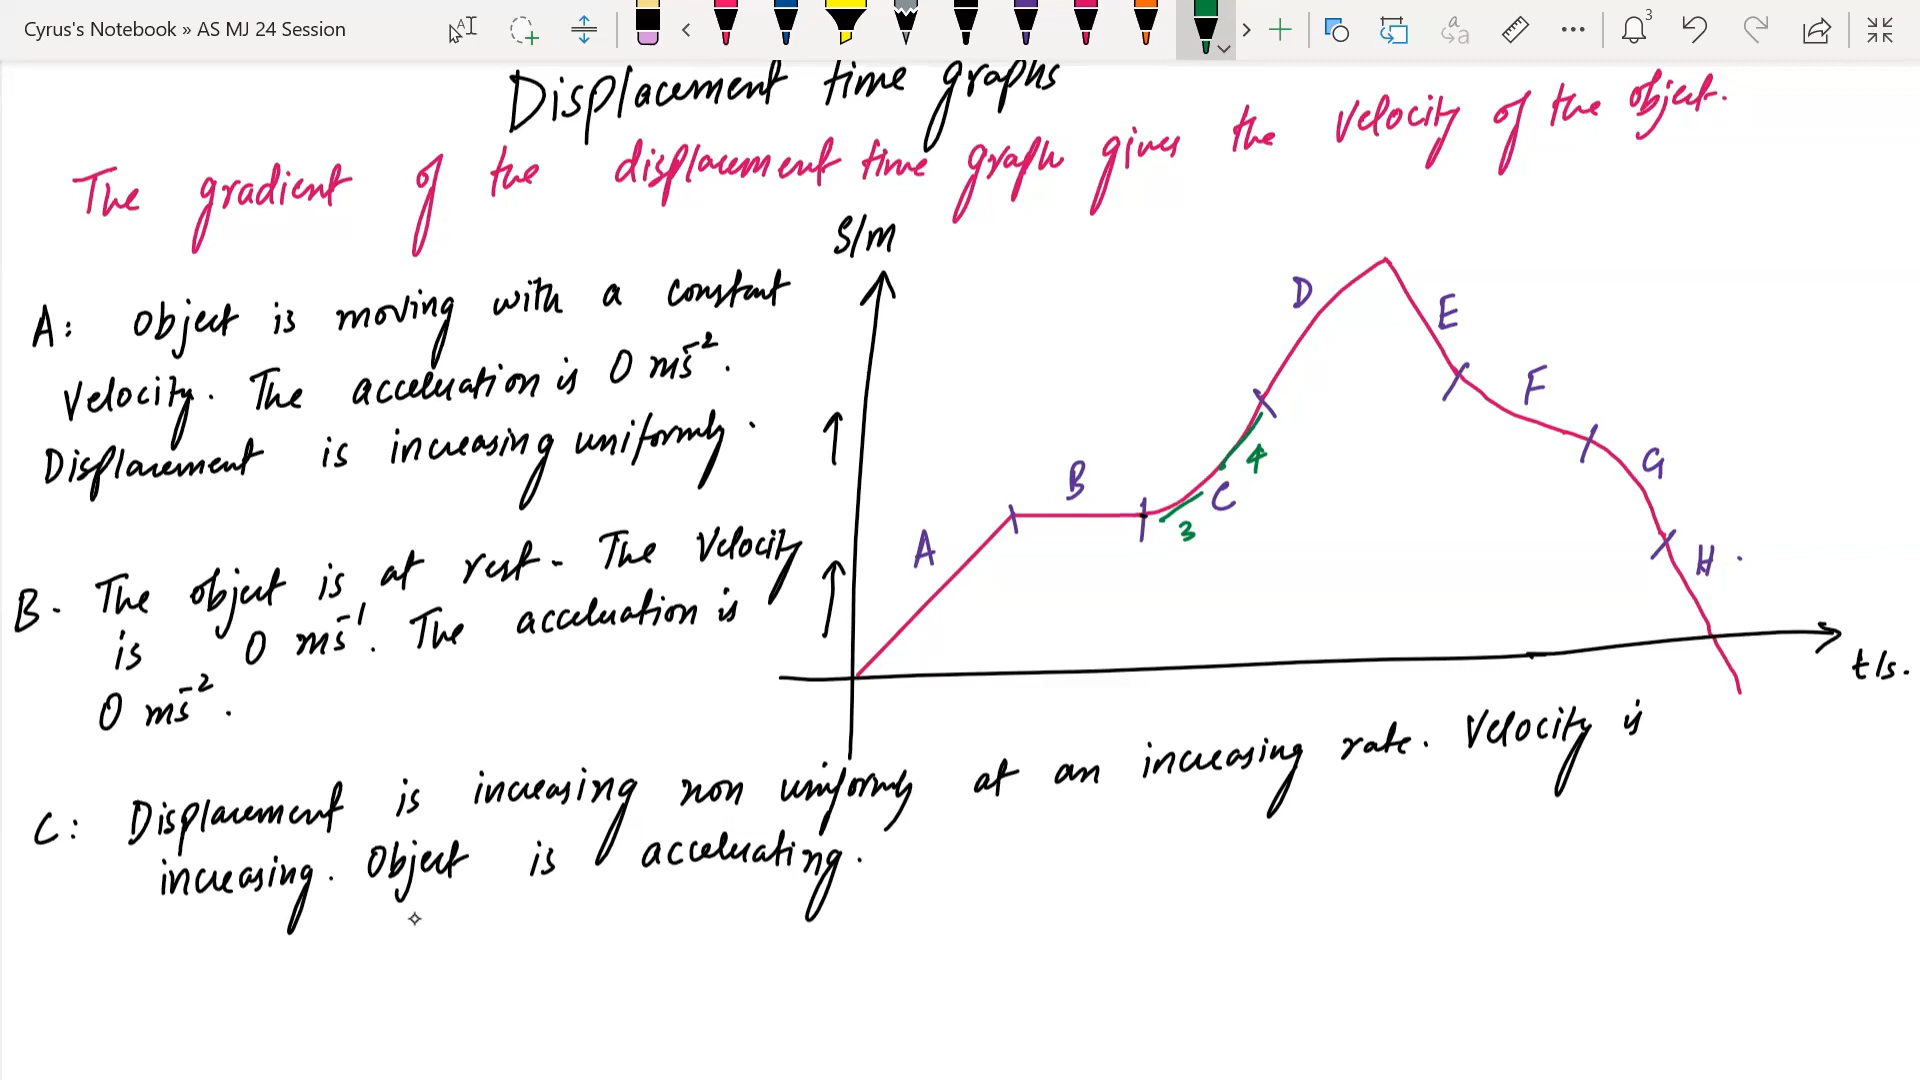 Cyrus's Notebook » AS MJ 24 Session
3
Displacement time graphs
The gradient of the displacement time graph gives the velocity of the object.
S/m
A: Object is moving with a constant
velocity. The acceleration is 0 ms⁻².
Displacement is increasing uniformly.
B. The object is at rest. The velocity
is 0 ms⁻¹. The acceleration is
0 ms⁻².
A
B
C
3
4
D
E
F
G
H.
t/s.
C: Displacement is increasing non uniformly at an increasing rate. Velocity is
increasing. Object is accelerating.